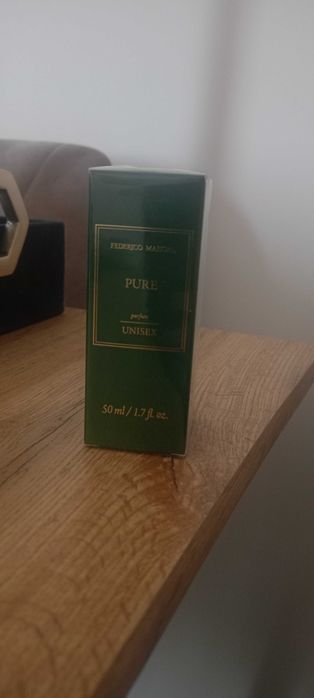 FEDERICO MAHORA
PURE
parfum
UNISEX
50 ml / 1.7 fl. oz.